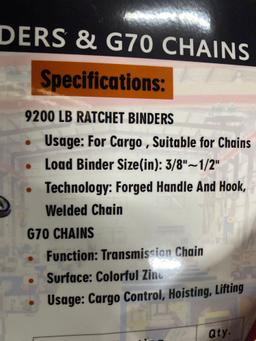 DERS & G70 CHAINS
Specifications:
9200 LB RATCHET BINDERS
• Usage: For Cargo , Suitable for Chains
• Load Binder Size(in): 3/8"~1/2"
• Technology: Forged Handle And Hook,
Welded Chain
G70 CHAINS
• Function: Transmission Chain
• Surface: Colorful Zinc
• Usage: Cargo Control, Hoisting, Lifting
Qty.